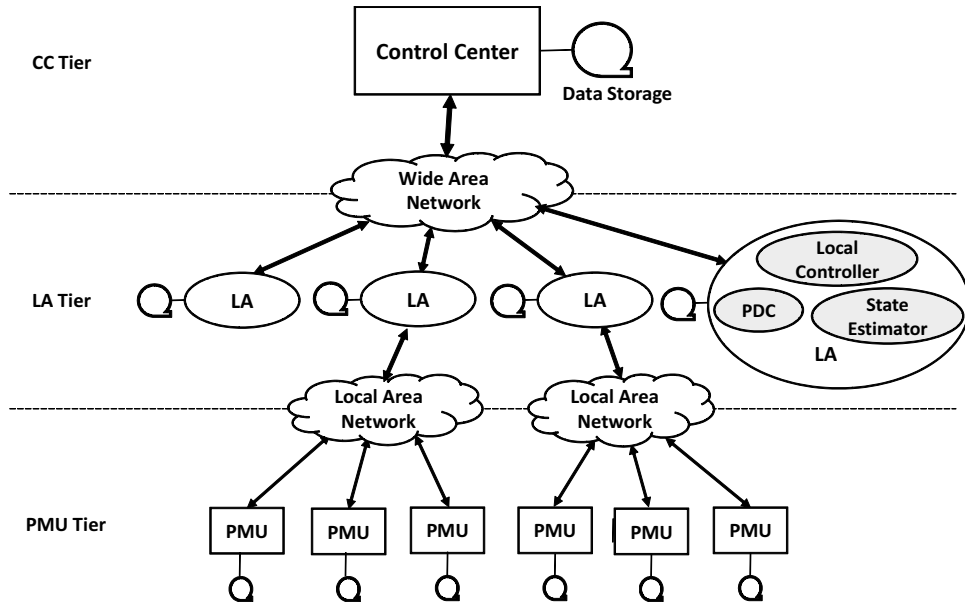 Control Center
CC Tier
Data Storage
Wide Area
Network
Local
Controller
LA Tier
LA
LA
LA
PDC
State
Estimator
LA
Local Area
Network
Local Area
Network
PMU Tier
PMU
PMU
PMU
PMU
PMU
PMU